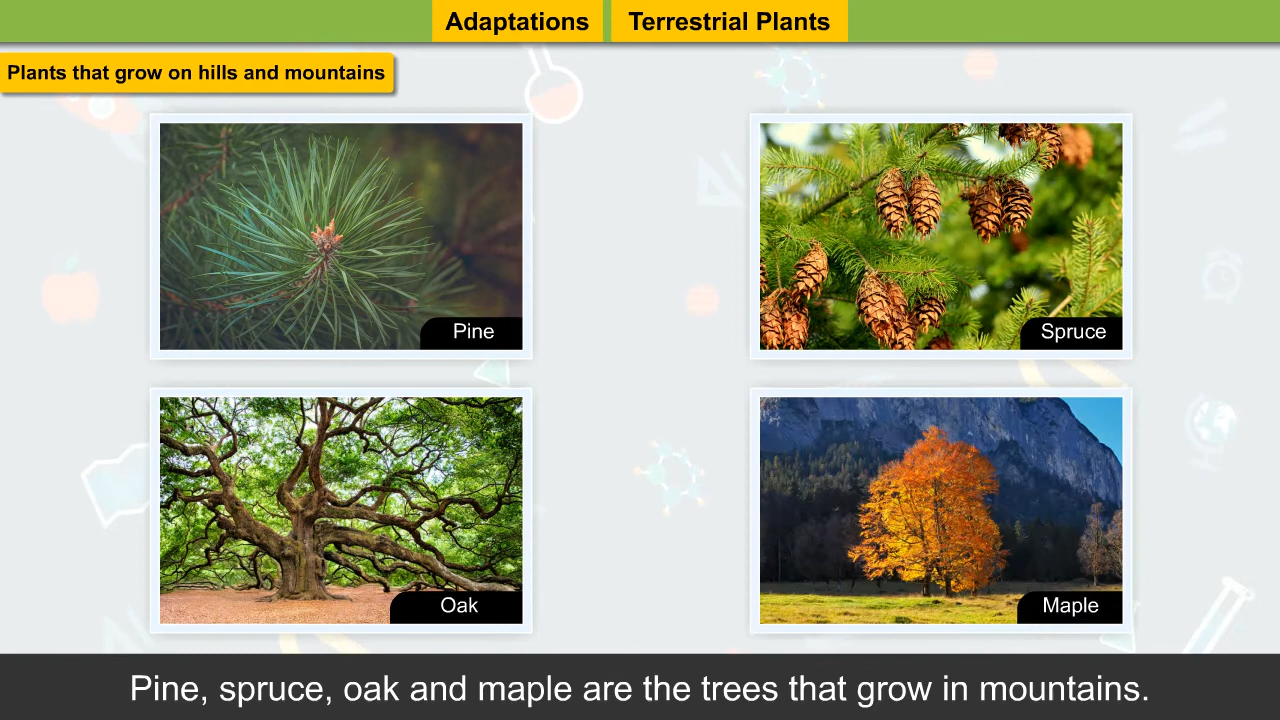 Adaptations
Terrestrial Plants
Plants that grow on hills and mountains
Pine
Spruce
Oak
Maple
Pine, spruce, oak and maple are the trees that grow in mountains.